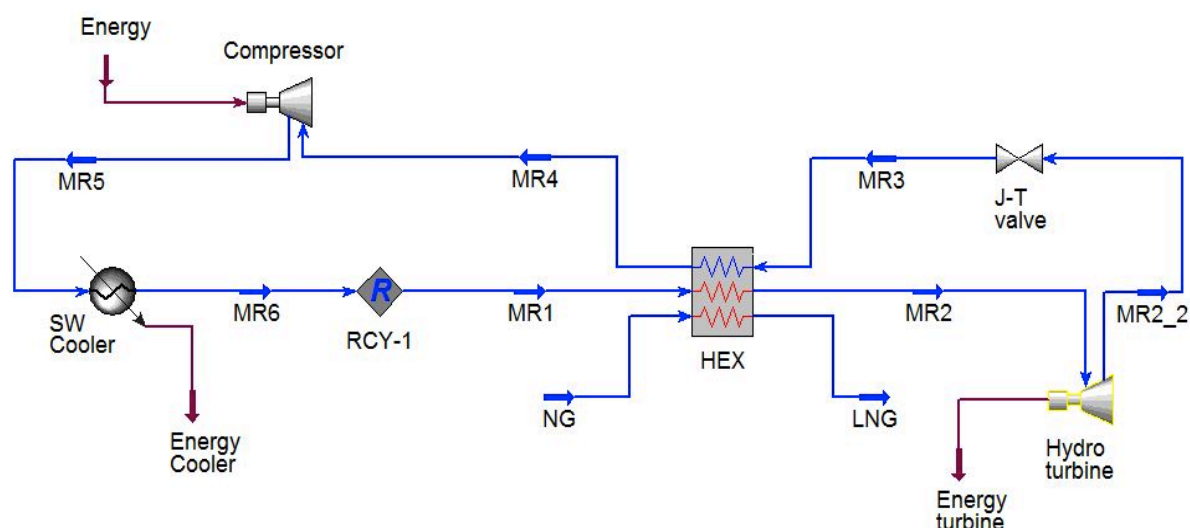 Energy
Compressor
MR5
MR4
MR3
J-T
valve
SW
Cooler
MR6
R
RCY-1
MR1
HEX
MR2
MR2_2
NG
LNG
Energy
Cooler
Hydro
turbine
Energy
turbine